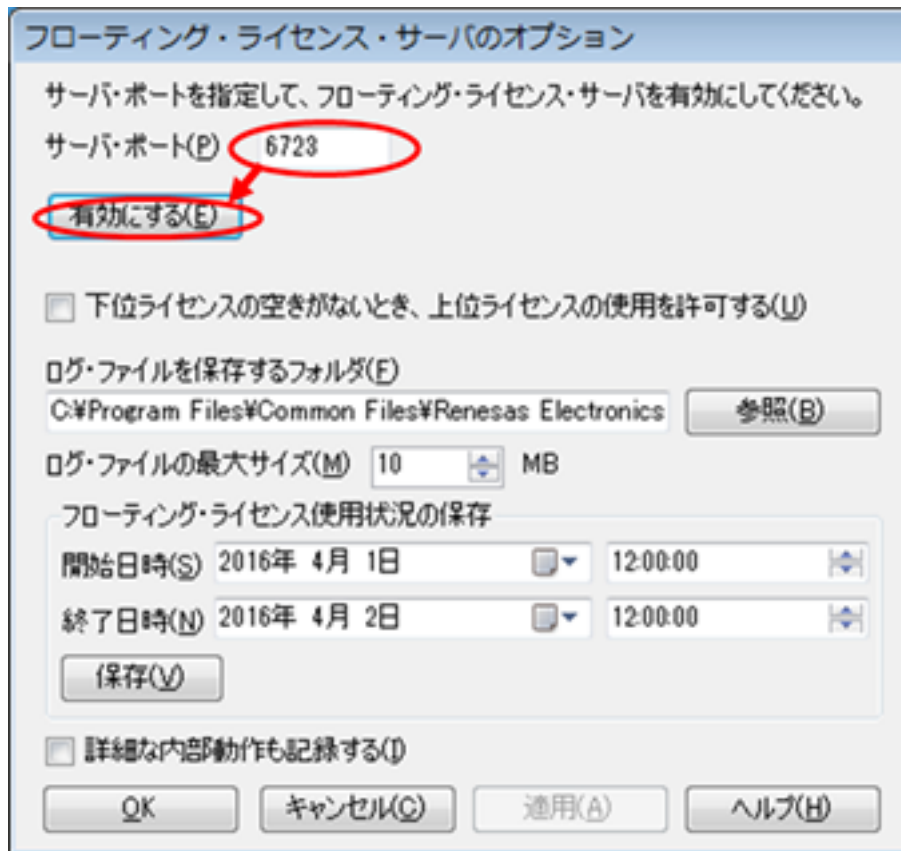 フローティング・ライセンス・サーバのオプション
サーバ・ポートを指定して、フローティング・ライセンス・サーバを有効にしてください。
サーバ・ポート(P) 6723
有効にする(E)
下位ライセンスの空きがないとき、上位ライセンスの使用を許可する(U)
ログ・ファイルを保存するフォルダ(F)
C:¥Program Files¥Common Files¥Renesas Electronics 参照(B)
ログ・ファイルの最大サイズ(M) 10 MB
フローティング・ライセンス使用状況の保存
開始日時(S) 2016年 4月 1日 12:00:00
終了日時(N) 2016年 4月 2日 12:00:00
保存(V)
詳細な内部動作も記録する(I)
OK キャンセル(C) 適用(A) ヘルプ(H)